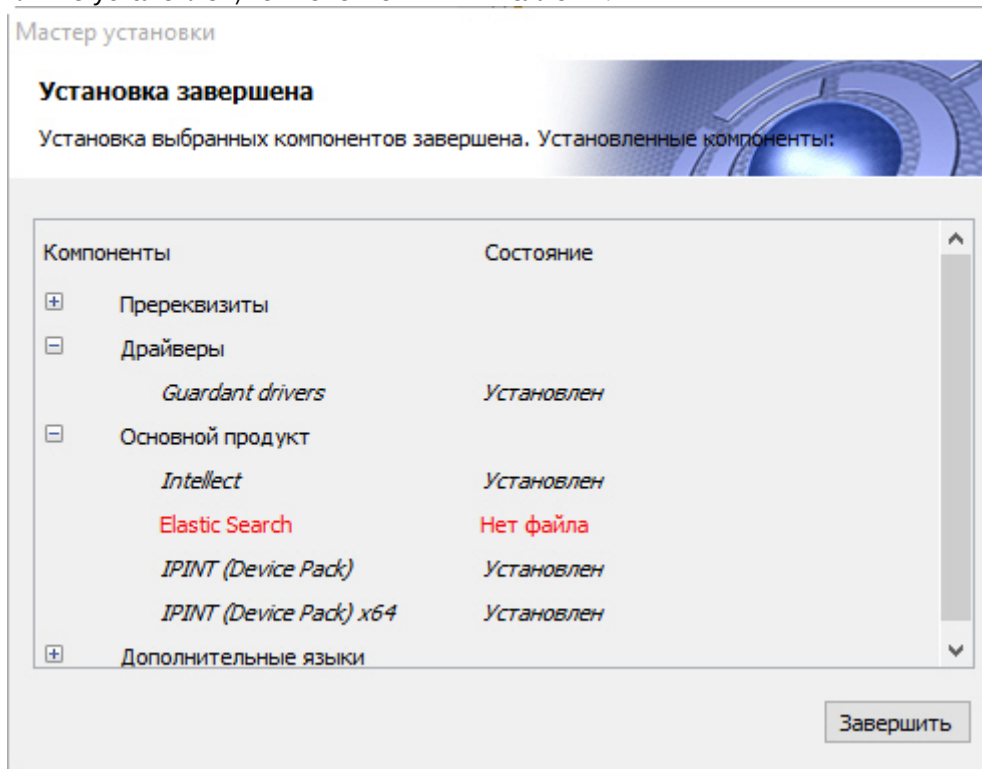 Мастер установки
Установка завершена
Установка выбранных компонентов завершена. Установленные компоненты:
Компоненты Состояние
Пререквизиты
Драйверы
Guardant drivers Установлен
Основной продукт
Intellect Установлен
Elastic Search Нет файла
IPINT (Device Pack) Установлен
IPINT (Device Pack) x64 Установлен
Дополнительные языки
Завершить